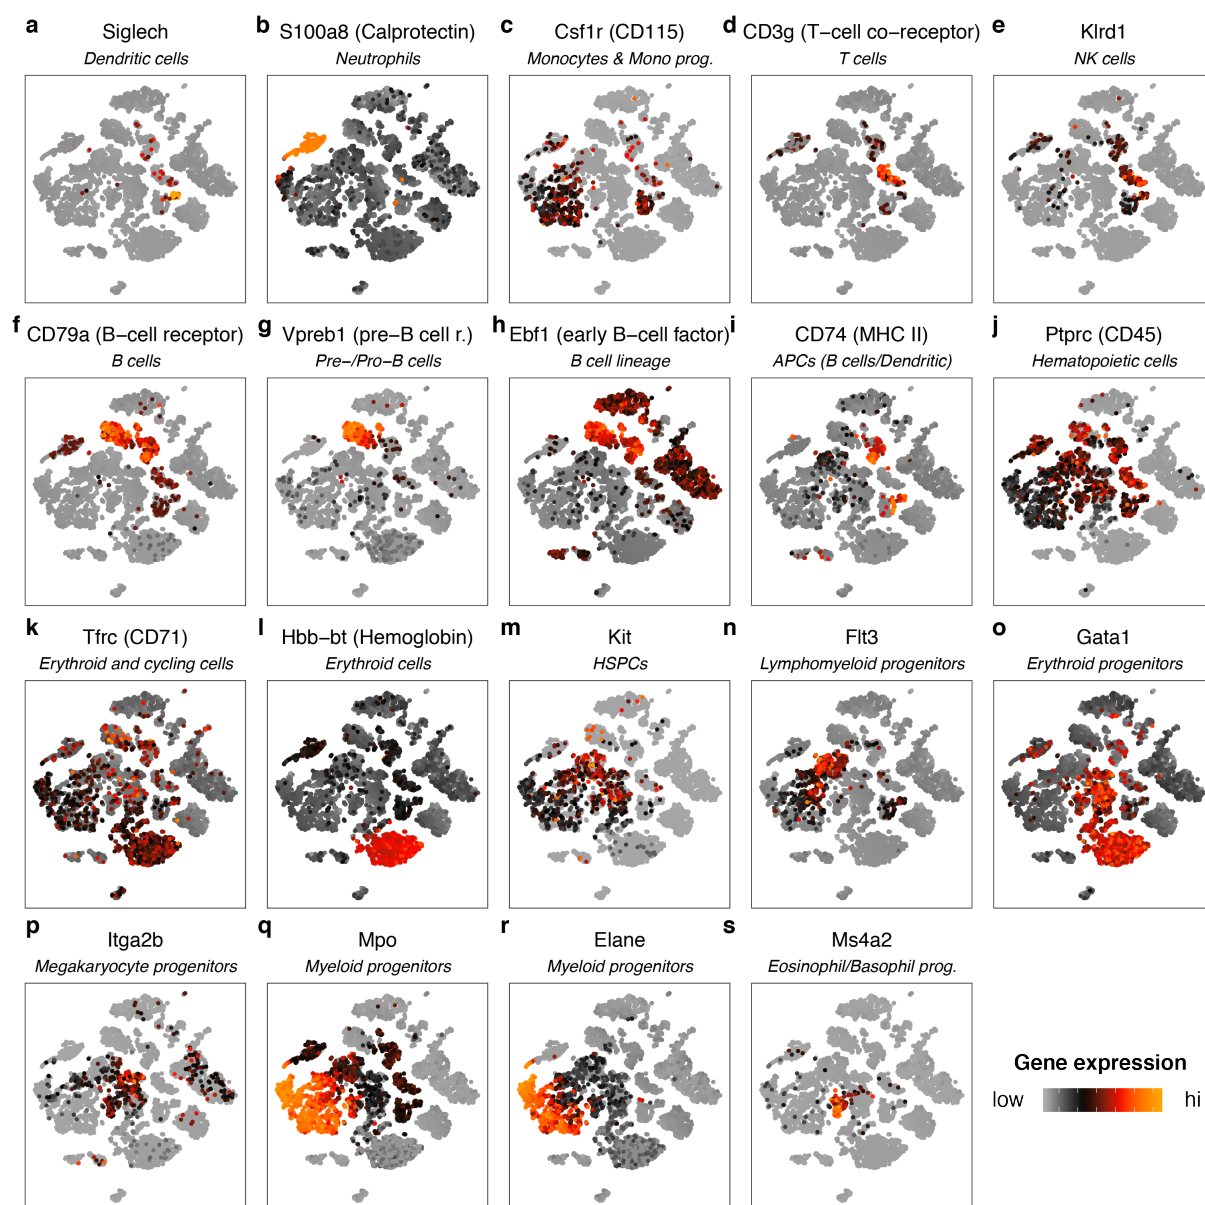 a Siglech
Dendritic cells
b S100a8 (Calprotectin)
Neutrophils
c Csf1r (CD115)
Monocytes & Mono prog.
d CD3g (T−cell co−receptor)
T cells
e Klrd1
NK cells
f CD79a (B−cell receptor)
B cells
g Vpreb1 (pre−B cell r.)
Pre−/Pro−B cells
h Ebf1 (early B−cell factor)
B cell lineage
i CD74 (MHC II)
APCs (B cells/Dendritic)
j Ptprc (CD45)
Hematopoietic cells
k Tfrc (CD71)
Erythroid and cycling cells
l Hbb−bt (Hemoglobin)
Erythroid cells
m Kit
HSPCs
n Flt3
Lymphomyeloid progenitors
o Gata1
Erythroid progenitors
p Itga2b
Megakaryocyte progenitors
q Mpo
Myeloid progenitors
r Elane
Myeloid progenitors
s Ms4a2
Eosinophil/Basophil prog.
Gene expression
low hi